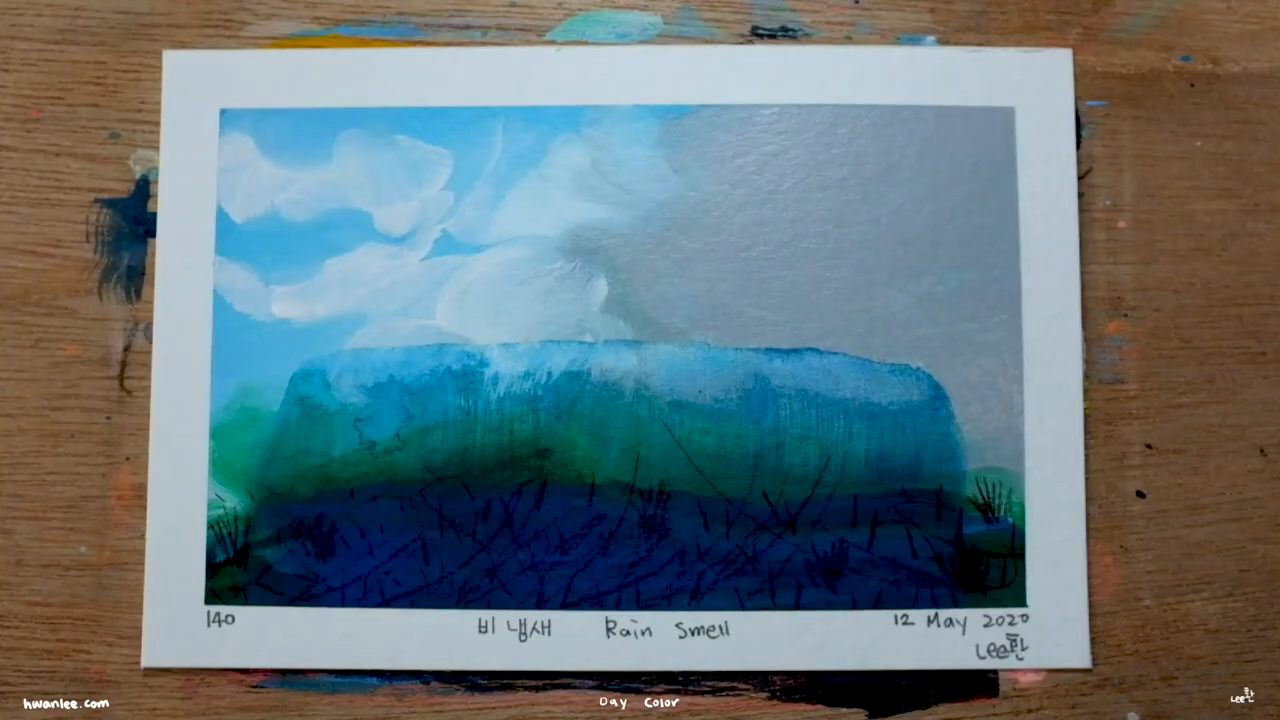 140 비 냄새 Rain Smell 12 May 2020
Lee환
hwanlee.com Day Color Lee환